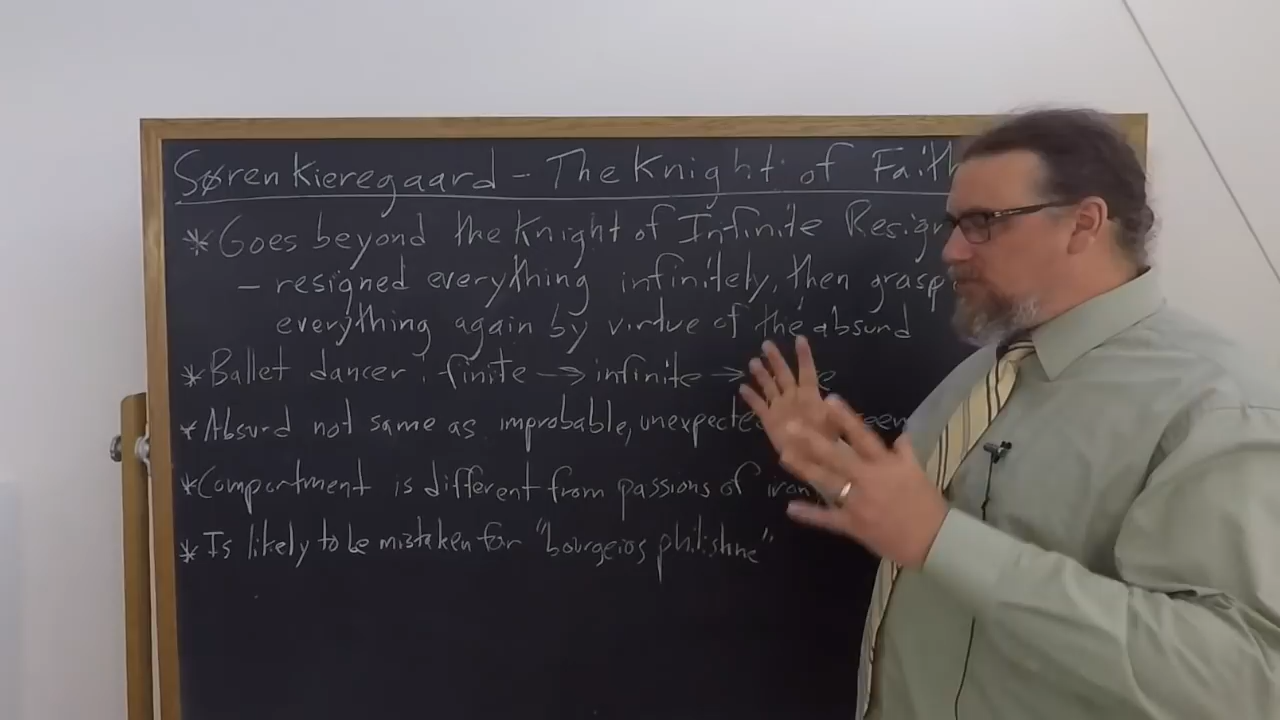 Søren Kieregaard - The Knight of Faith
* Goes beyond the Knight of Infinite Resign
- resigned everything infinitely, then grasp
everything again by virtue of the absurd
* Ballet dancer: finite → infinite →
* Absurd not same as improbable, unexpected
* Comportment is different from passions of
* Is likely to be mistaken for "bourgeios philistine"